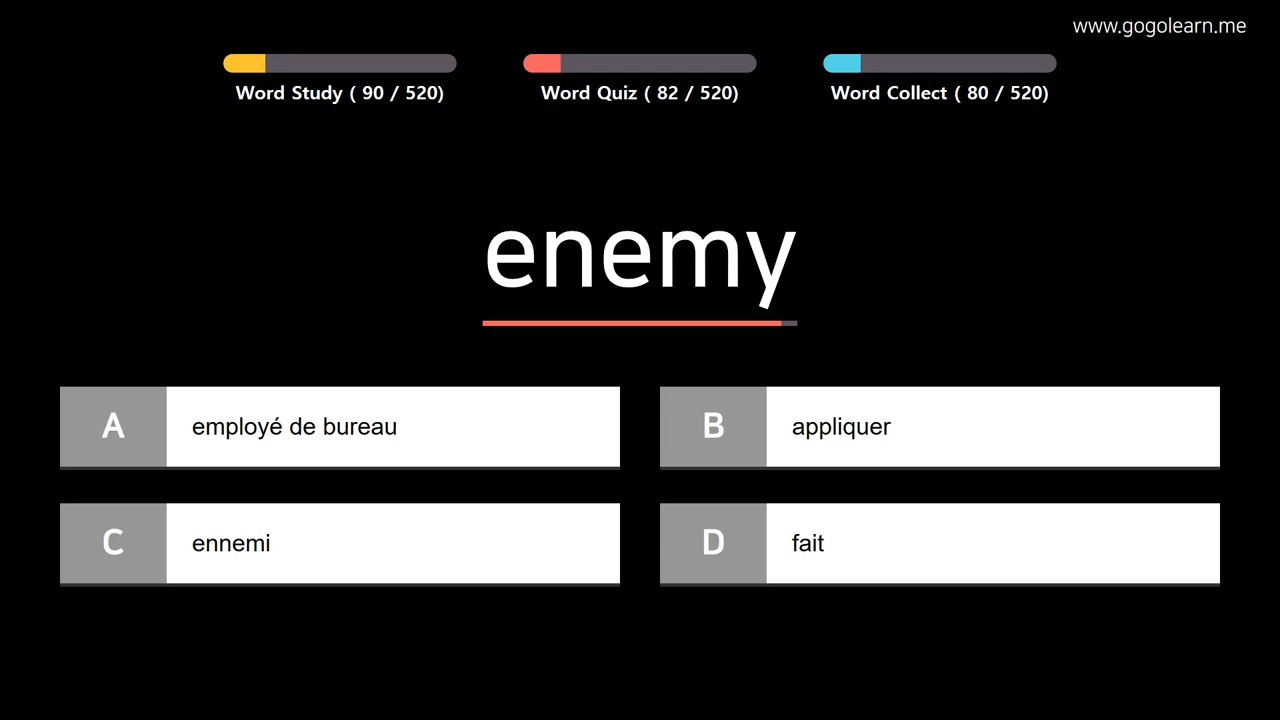 www.gogolearn.me
Word Study ( 90 / 520)
Word Quiz ( 82 / 520)
Word Collect ( 80 / 520)
enemy
A employé de bureau
B appliquer
C ennemi
D fait